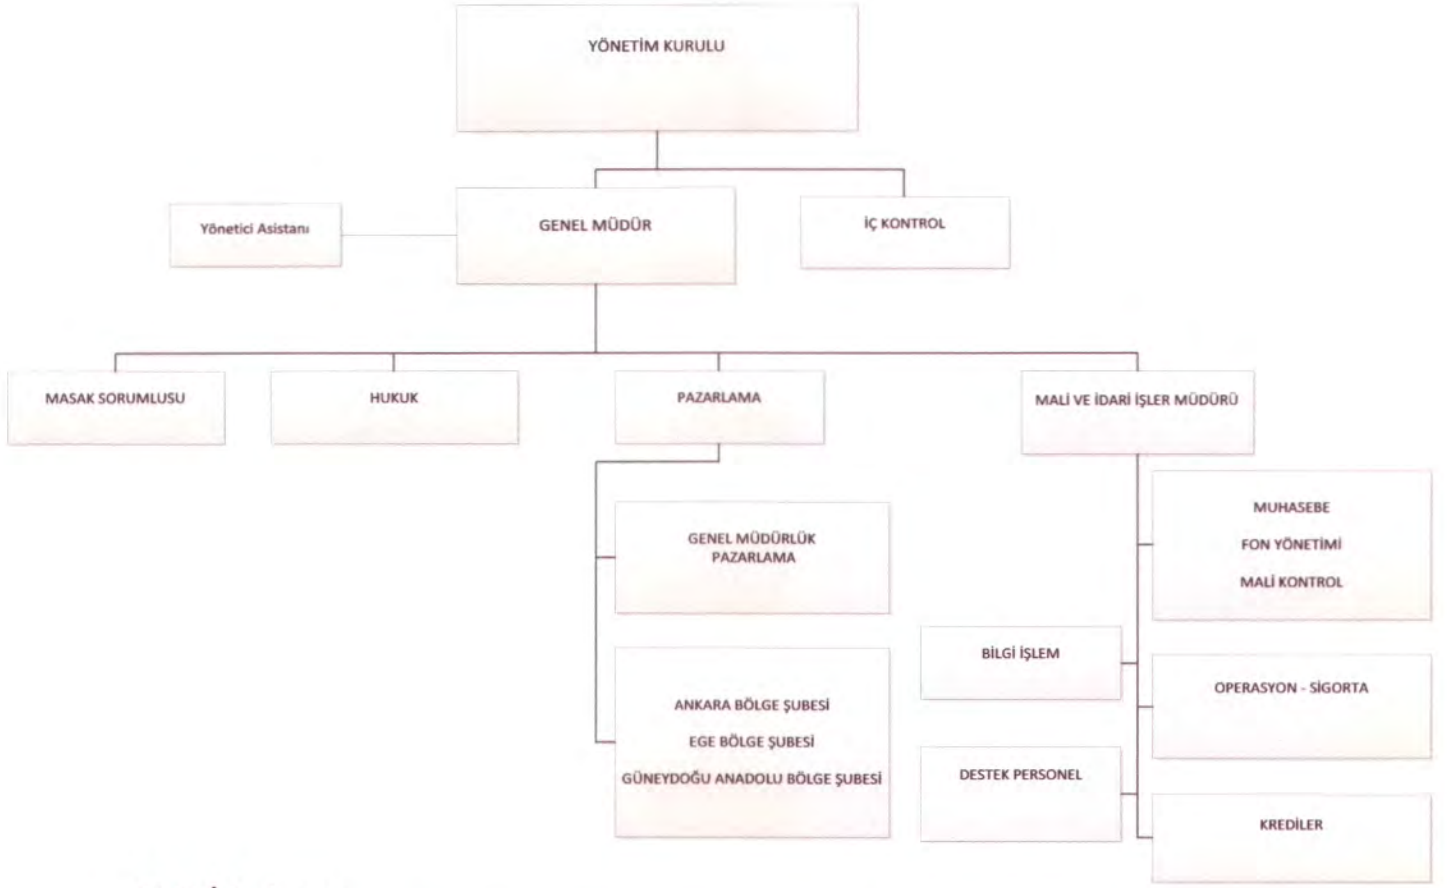 YÖNETİM KURULU
Yönetici Asistanı
GENEL MÜDÜR
İÇ KONTROL
MASAK SORUMLUSU
HUKUK
PAZARLAMA
MALİ VE İDARİ İŞLER MÜDÜRÜ
GENEL MÜDÜRLÜK
PAZARLAMA
ANKARA BÖLGE ŞUBESİ
EGE BÖLGE ŞUBESİ
GÜNEYDOĞU ANADOLU BÖLGE ŞUBESİ
MUHASEBE
FON YÖNETİMİ
MALİ KONTROL
BİLGİ İŞLEM
OPERASYON - SİGORTA
DESTEK PERSONEL
KREDİLER